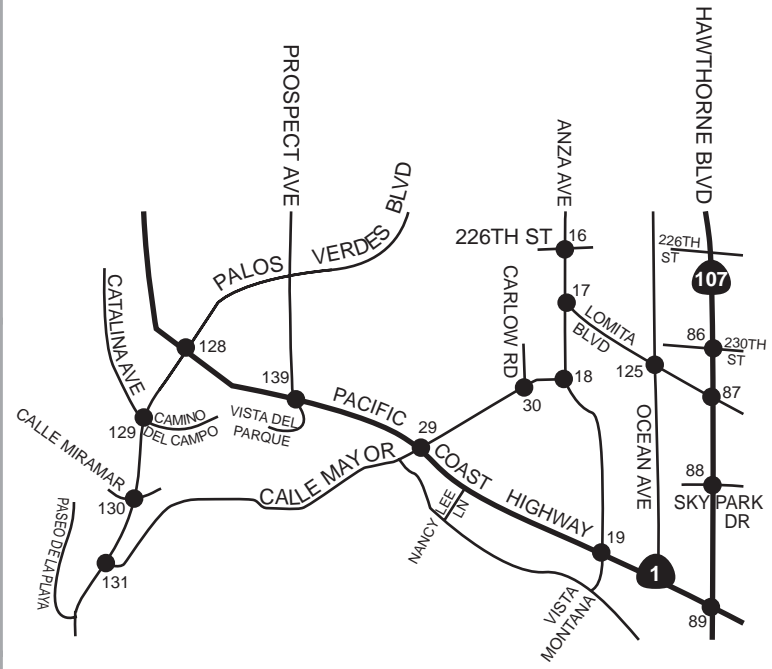 HAWTHORNE BLVD
PROSPECT AVE
ANZA AVE
PALOS VERDES BLVD
226TH ST
16
226TH
ST
107
CATALINA AVE
CARLOW RD
17
LOMITA
BLVD
86
230TH
ST
128
139
125
18
87
30
PACIFIC COAST HIGHWAY
129
CAMINO
DEL CAMPO
VISTA DEL
PARQUE
29
OCEAN AVE
CALLE MIRAMAR
CALLE MAYOR
88
SKY PARK
DR
130
NANCY
LEE
LN
PASEO DE LA PLAYA
19
131
1
VISTA
MONTANA
89